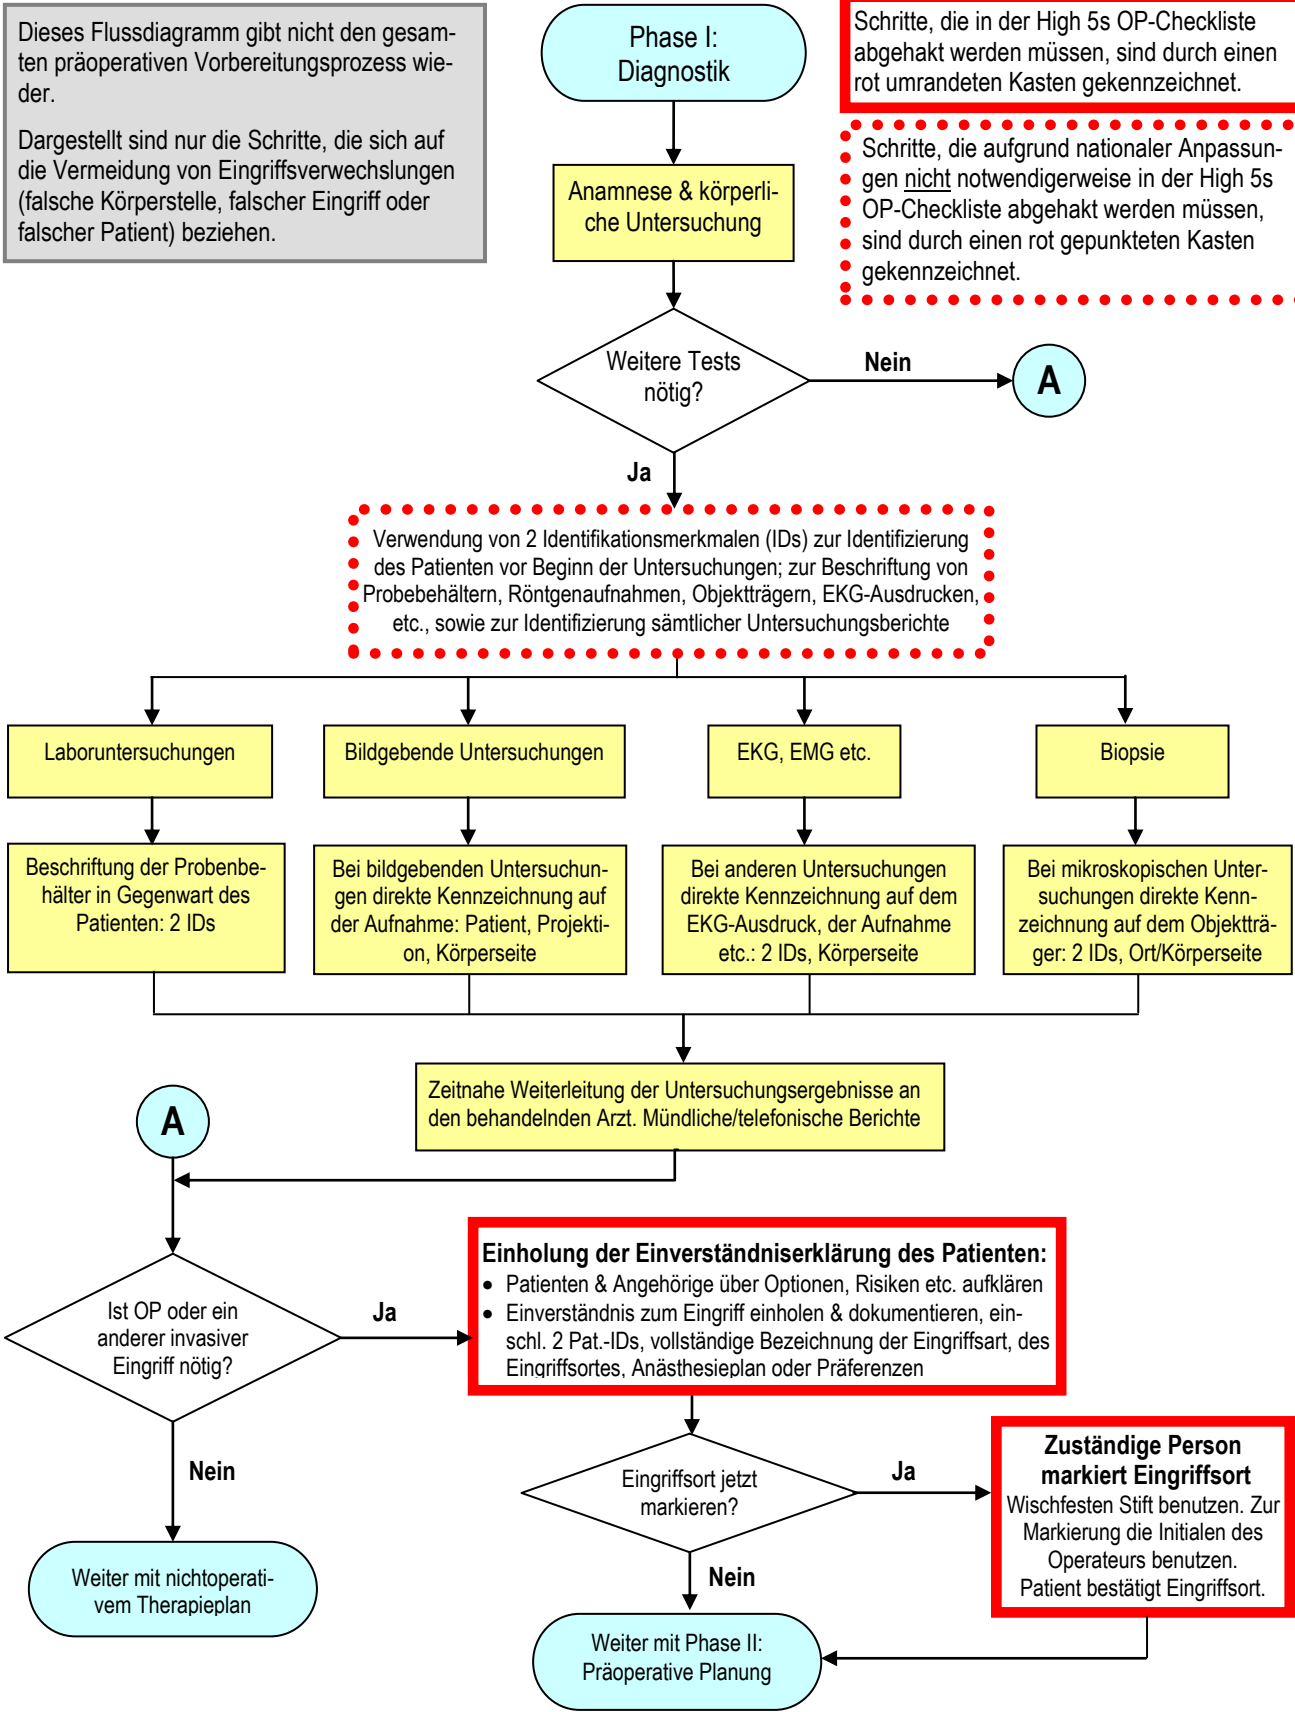 Dieses Flussdiagramm gibt nicht den gesam-
ten präoperativen Vorbereitungsprozess wie-
der.
Dargestellt sind nur die Schritte, die sich auf
die Vermeidung von Eingriffsverwechslungen
(falsche Körperstelle, falscher Eingriff oder
falscher Patient) beziehen.
Phase I:
Diagnostik
Schritte, die in der High 5s OP-Checkliste
abgehakt werden müssen, sind durch einen
rot umrandeten Kasten gekennzeichnet.
Schritte, die aufgrund nationaler Anpassun-
gen nicht notwendigerweise in der High 5s
OP-Checkliste abgehakt werden müssen,
sind durch einen rot gepunkteten Kasten
gekennzeichnet.
Anamnese & körperli-
che Untersuchung
Weitere Tests
nötig?
Nein
A
Ja
Verwendung von 2 Identifikationsmerkmalen (IDs) zur Identifizierung
des Patienten vor Beginn der Untersuchungen; zur Beschriftung von
Probebehältern, Röntgenaufnahmen, Objektträgern, EKG-Ausdrucken,
etc., sowie zur Identifizierung sämtlicher Untersuchungsberichte
Laboruntersuchungen
Bildgebende Untersuchungen
EKG, EMG etc.
Biopsie
Beschriftung der Probenbe-
hälter in Gegenwart des
Patienten: 2 IDs
Bei bildgebenden Untersuchun-
gen direkte Kennzeichnung auf
der Aufnahme: Patient, Projekti-
on, Körperseite
Bei anderen Untersuchungen
direkte Kennzeichnung auf dem
EKG-Ausdruck, der Aufnahme
etc.: 2 IDs, Körperseite
Bei mikroskopischen Unter-
suchungen direkte Kenn-
zeichnung auf dem Objektträ-
ger: 2 IDs, Ort/Körperseite
Zeitnahe Weiterleitung der Untersuchungsergebnisse an
den behandelnden Arzt. Mündliche/telefonische Berichte
A
Ist OP oder ein
anderer invasiver
Eingriff nötig?
Ja
Einholung der Einverständniserklärung des Patienten:
● Patienten & Angehörige über Optionen, Risiken etc. aufklären
● Einverständnis zum Eingriff einholen & dokumentieren, ein-
schl. 2 Pat.-IDs, vollständige Bezeichnung der Eingriffsart, des
Eingriffsortes, Anästhesieplan oder Präferenzen
Nein
Weiter mit nichtoperati-
vem Therapieplan
Eingriffsort jetzt
markieren?
Ja
Zuständige Person
markiert Eingriffsort
Wischfesten Stift benutzen. Zur
Markierung die Initialen des
Operateurs benutzen.
Patient bestätigt Eingriffsort.
Nein
Weiter mit Phase II:
Präoperative Planung